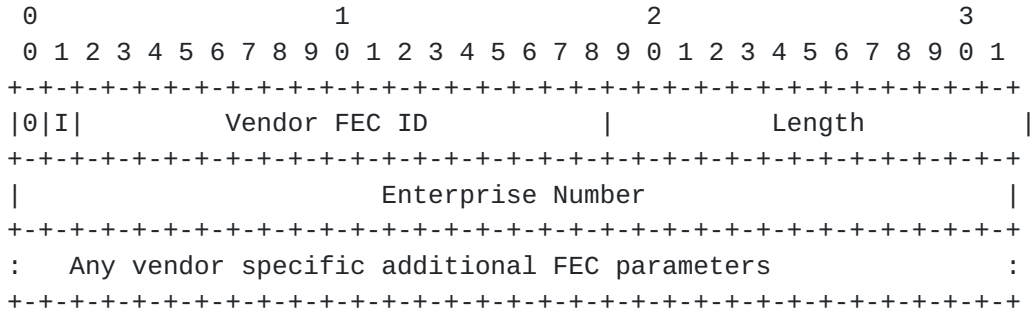 0                   1                   2                   3
 0 1 2 3 4 5 6 7 8 9 0 1 2 3 4 5 6 7 8 9 0 1 2 3 4 5 6 7 8 9 0 1
+-+-+-+-+-+-+-+-+-+-+-+-+-+-+-+-+-+-+-+-+-+-+-+-+-+-+-+-+-+-+-+-+
|0|I|         Vendor FEC ID           |          Length          |
+-+-+-+-+-+-+-+-+-+-+-+-+-+-+-+-+-+-+-+-+-+-+-+-+-+-+-+-+-+-+-+-+
|                       Enterprise Number                       |
+-+-+-+-+-+-+-+-+-+-+-+-+-+-+-+-+-+-+-+-+-+-+-+-+-+-+-+-+-+-+-+-+
:   Any vendor specific additional FEC parameters               :
+-+-+-+-+-+-+-+-+-+-+-+-+-+-+-+-+-+-+-+-+-+-+-+-+-+-+-+-+-+-+-+-+